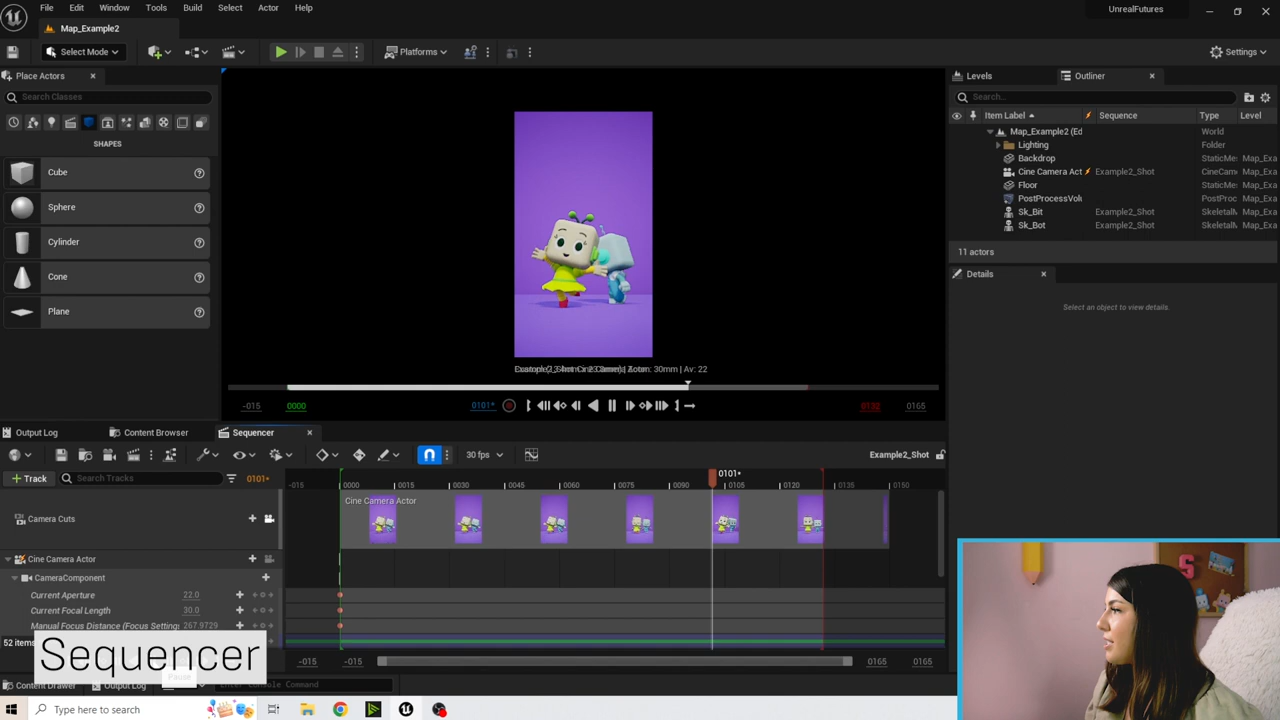 File Edit Window Tools Build Select Actor Help
UnrealFutures
Map_Example2
Select Mode
Platforms
Settings
Place Actors
Levels
Outliner
Search Classes
Search...
Item Label
Sequence
Type
Level
SHAPES
Map_Example2 (Ed
World
Lighting
Folder
Backdrop
StaticMe:
Map_Exa
Cine Camera Act
Example2_Shot
CineCam
Map_Exa
Floor
StaticMe:
Map_Exa
PostProcessVolu
PostProc
Map_Exa
Sk_Bit
Example2_Shot
Skeletall
Map_Exa
Sk_Bot
Example2_Shot
Skeletall
Map_Exa
Cube
Sphere
Cylinder
Cone
Plane
11 actors
Details
Select an object to view details.
Zoom: 30mm | Av: 22
-015
0000
0101*
0132
0165
Output Log
Content Browser
Sequencer
30 fps
Example2_Shot
Track
Search Tracks
0101*
0101*
0000 0015 0030 0045 0060 0075 0090 0105 0120 0135 0150
-015
Cine Camera Actor
Camera Cuts
Cine Camera Actor
CameraComponent
Current Aperture
22.0
Current Focal Length
30.0
Manual Focus Distance (Focus Setting:
267.9729
52 items
Sequencer
Pause
-015
-015
0165
0165
Content Drawer
Output Log
Enter Console Command
Type here to search
S